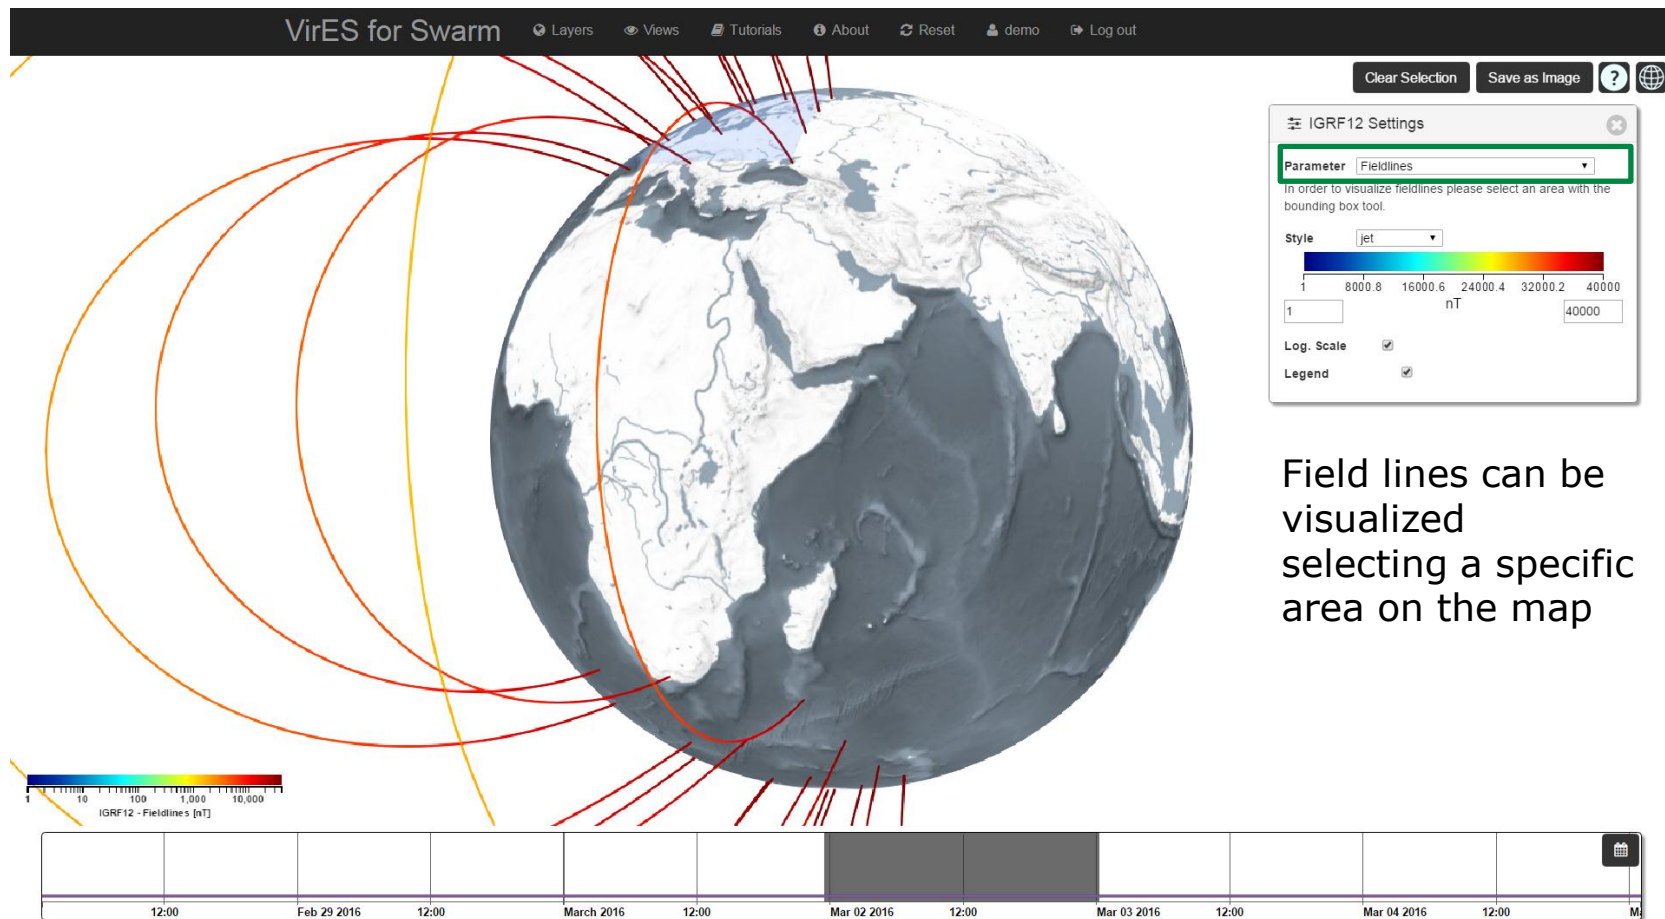 VirES for Swarm Layers Views Tutorials About Reset demo Log out
Clear Selection Save as Image ?
IGRF12 Settings
Parameter Fieldlines
In order to visualize fieldlines please select an area with the
bounding box tool.
Style jet
1 8000.8 16000.6 24000.4 32000.2 40000
nT
1 40000
Log. Scale
Legend
Field lines can be
visualized
selecting a specific
area on the map
1 10 100 1,000 10,000
IGRF12 - Fieldlines [nT]
12:00 Feb 29 2016 12:00 March 2016 12:00 Mar 02 2016 12:00 Mar 03 2016 12:00 Mar 04 2016 12:00